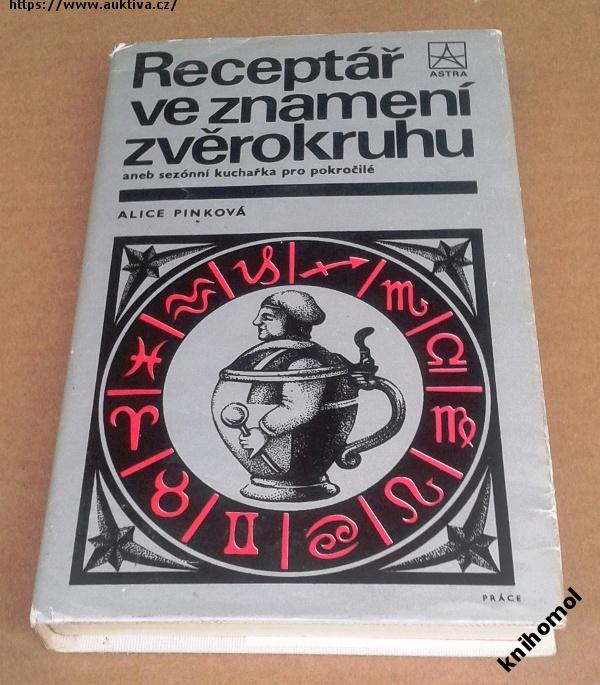 https://www.auktiva.cz/
Receptář
ve znamení
zvěrokruhu
ASTRA
aneb sezónní kuchařka pro pokročilé
ALICE PINKOVÁ
PRÁCE
knihomol